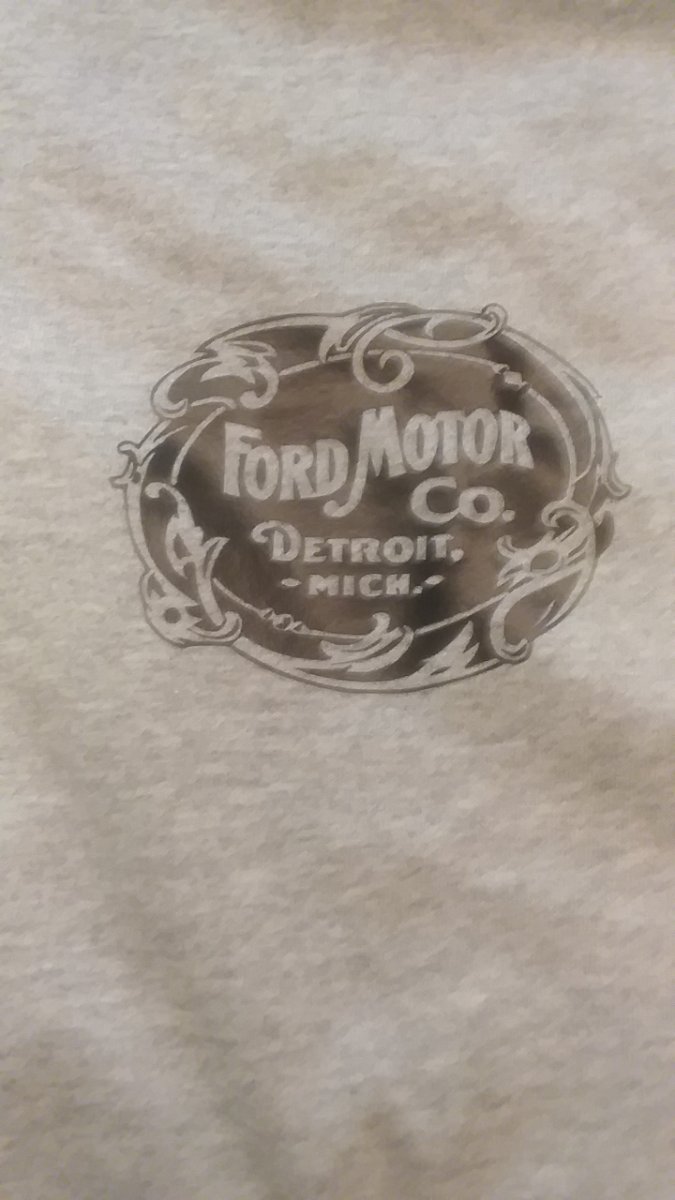 FORD MOTOR
CO.
DETROIT,
-MICH.-